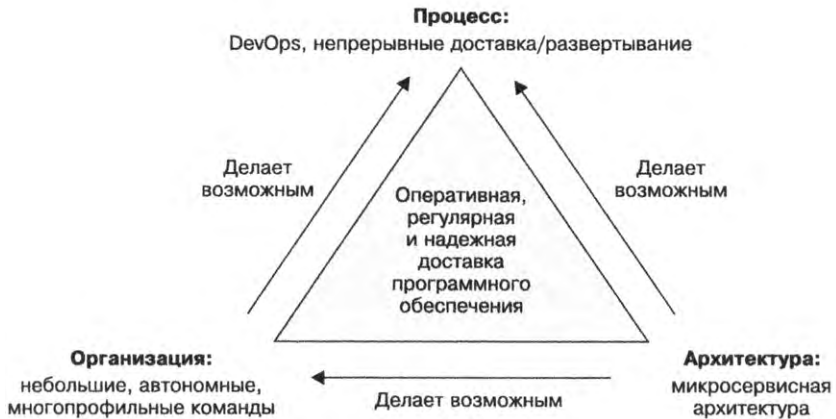 Процесс:
DevOps, непрерывные доставка/развертывание
Делает
возможным
Делает
возможным
Оперативная,
регулярная
и надежная
доставка
программного
обеспечения
Организация:
небольшие, автономные,
многопрофильные команды
Делает возможным
Архитектура:
микросервисная
архитектура